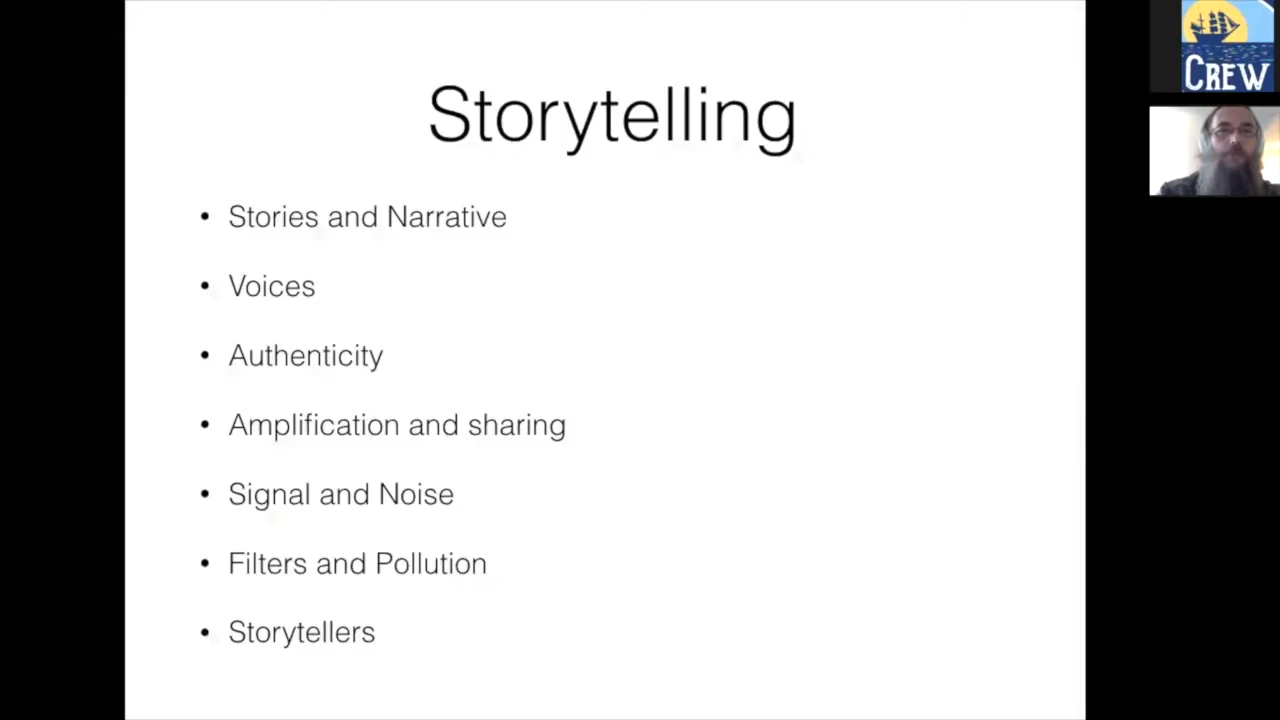 Storytelling
• Stories and Narrative
• Voices
• Authenticity
• Amplification and sharing
• Signal and Noise
• Filters and Pollution
• Storytellers
CREW